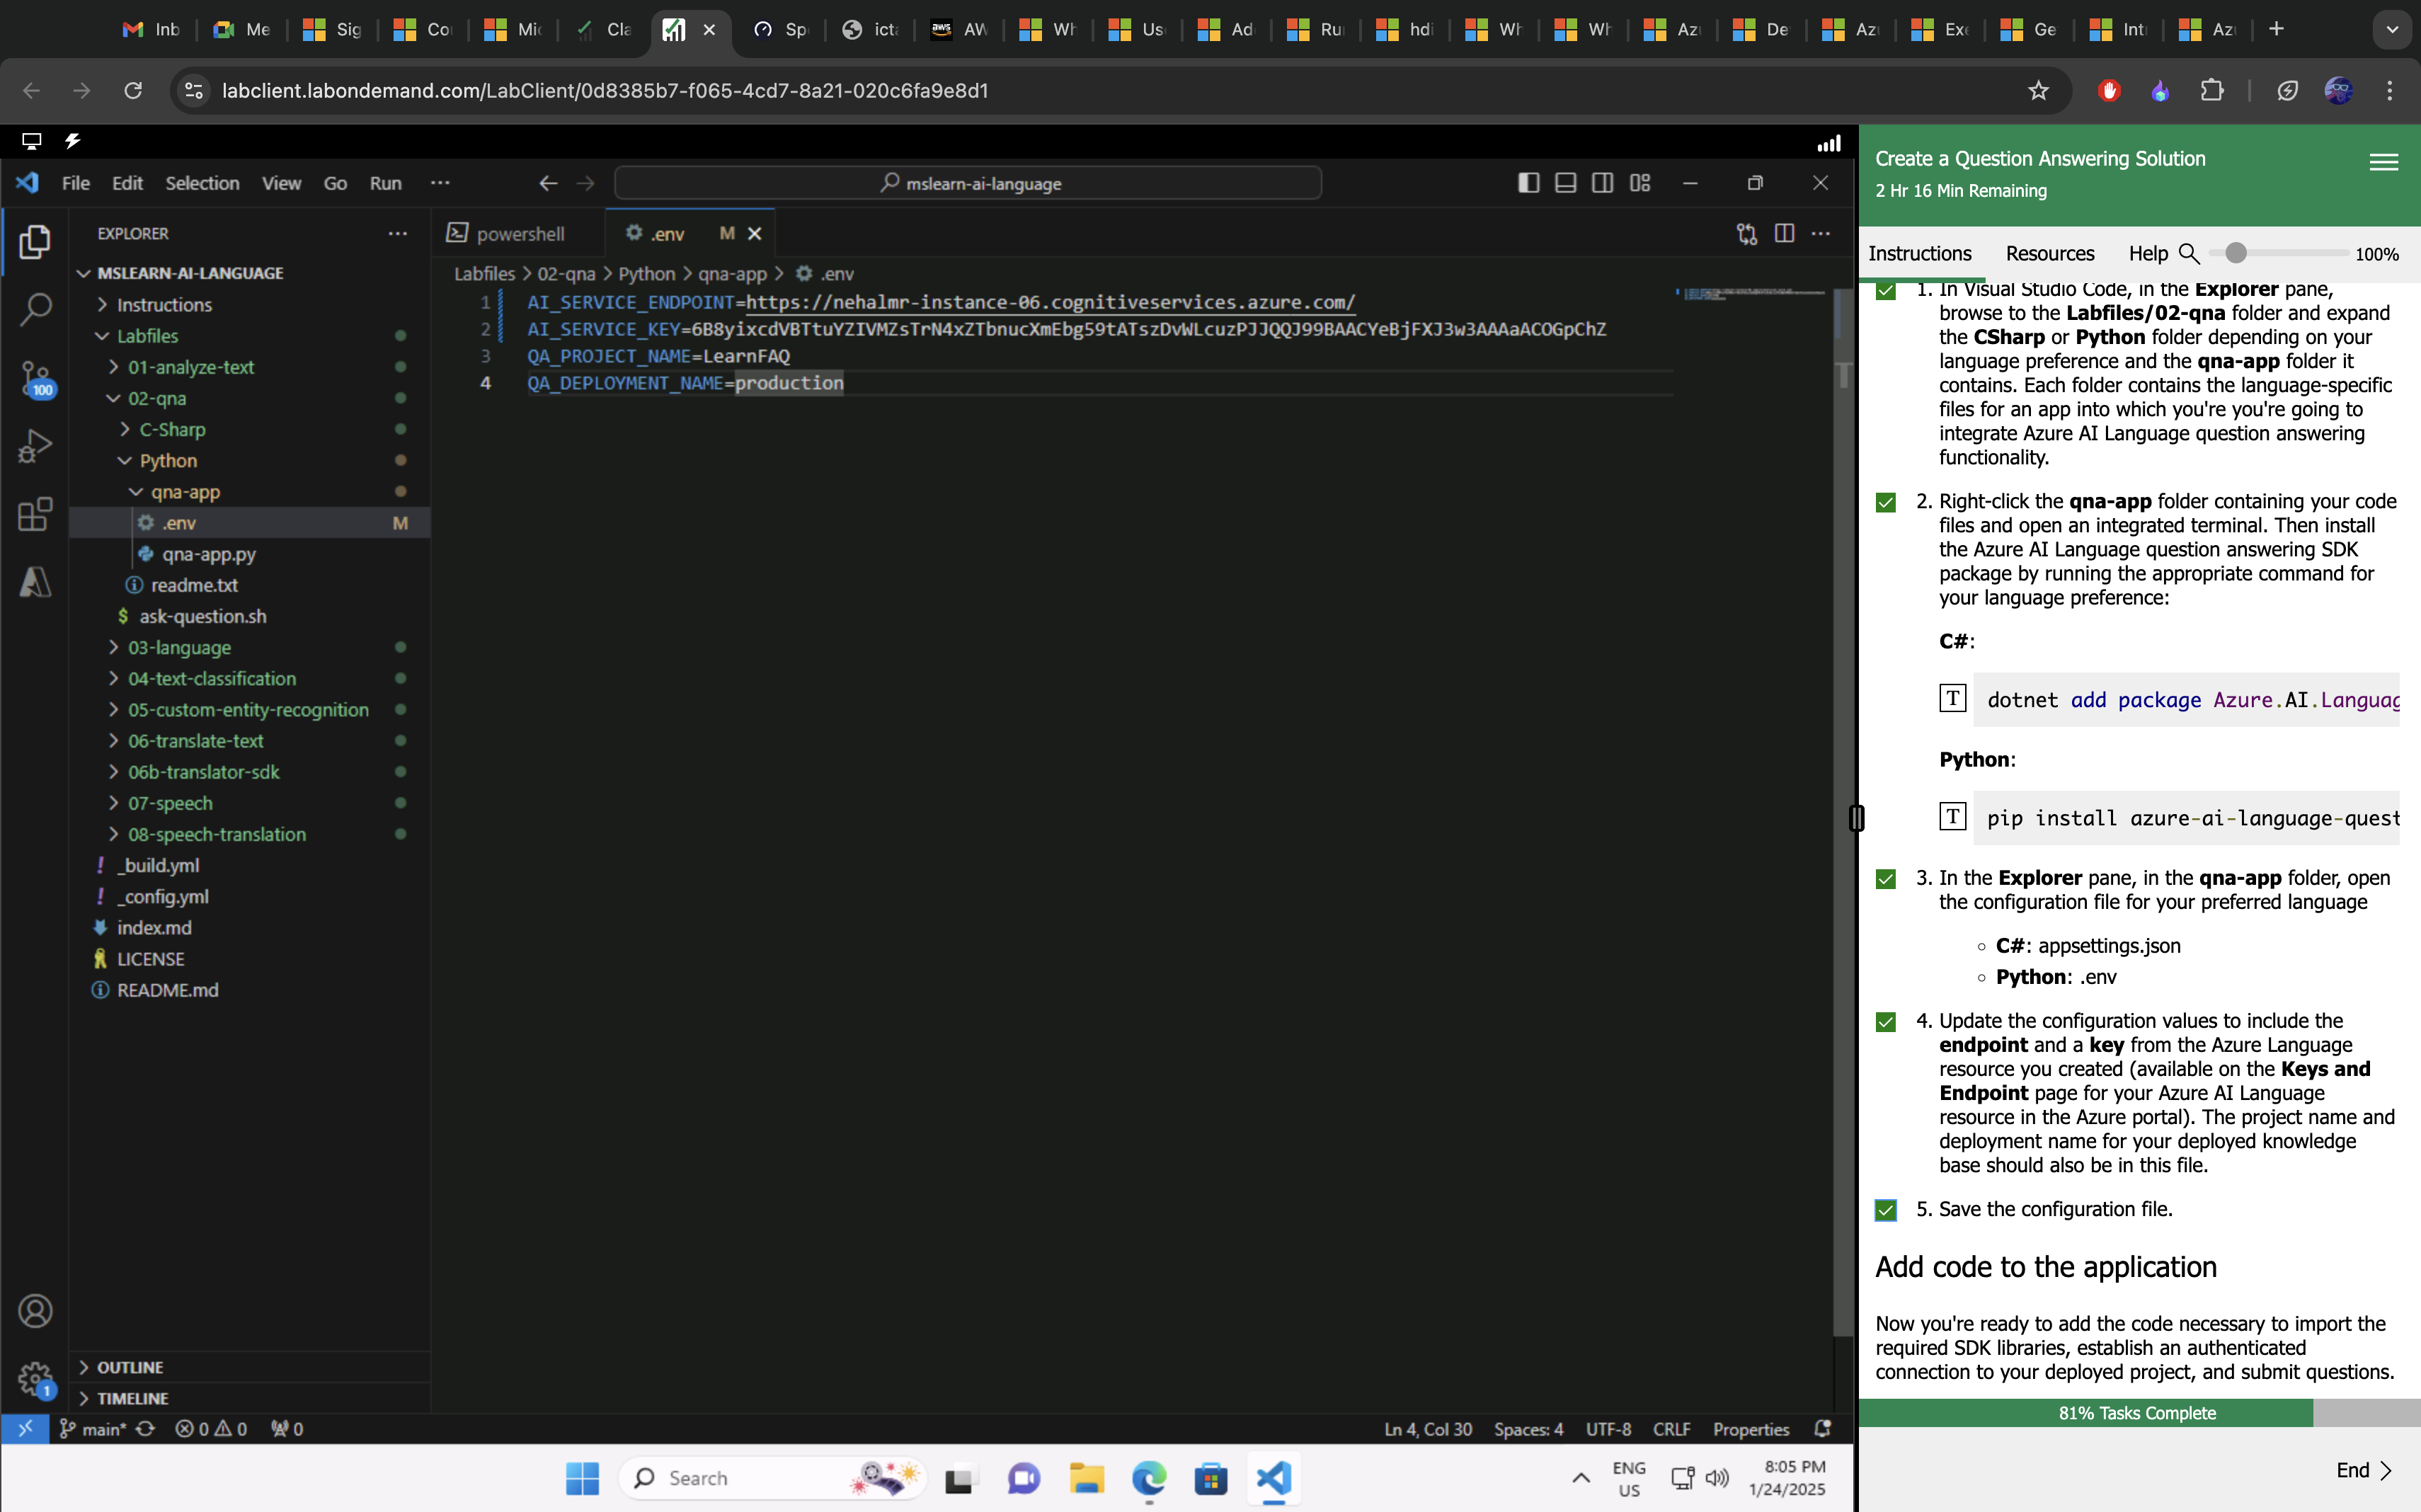 Inb
Me
Sig
Co
Mic
Cla
Sp
icta
AW
Wh
Us
Ad
Ru
hdi
Wh
Wh
Az
De
Az
Exe
Ge
Int
Az
labclient.labondemand.com/LabClient/0d8385b7-f065-4cd7-8a21-020c6fa9e8d1
File Edit Selection View Go Run ...
mslearn-ai-language
EXPLORER
MSLEARN-AI-LANGUAGE
Instructions
Labfiles
01-analyze-text
02-qna
C-Sharp
Python
qna-app
.env M
qna-app.py
readme.txt
ask-question.sh
03-language
04-text-classification
05-custom-entity-recognition
06-translate-text
06b-translator-sdk
07-speech
08-speech-translation
_build.yml
_config.yml
index.md
LICENSE
README.md
OUTLINE
TIMELINE
100
1
powershell
.env M
Labfiles > 02-qna > Python > qna-app > .env
1 AI_SERVICE_ENDPOINT=https://nehalmr-instance-06.cognitiveservices.azure.com/
2 AI_SERVICE_KEY=6B8yixcdVBTtuYZIVMZsTrN4xZTbnucXmEbg59tATszDvWLcuzPJJQQJ99BAACYeBjFXJ3w3AAAaACOGpChZ
3 QA_PROJECT_NAME=LearnFAQ
4 QA_DEPLOYMENT_NAME=production
main* 0 0 0
Ln 4, Col 30 Spaces: 4 UTF-8 CRLF Properties
Search
ENG
US
8:05 PM
1/24/2025
Create a Question Answering Solution
2 Hr 16 Min Remaining
Instructions Resources Help 100%
1. In Visual Studio Code, in the Explorer pane,
browse to the Labfiles/02-qna folder and expand
the CSharp or Python folder depending on your
language preference and the qna-app folder it
contains. Each folder contains the language-specific
files for an app into which you're you're going to
integrate Azure AI Language question answering
functionality.
2. Right-click the qna-app folder containing your code
files and open an integrated terminal. Then install
the Azure AI Language question answering SDK
package by running the appropriate command for
your language preference:
C#:
T dotnet add package Azure.AI.Languag
Python:
T pip install azure-ai-language-quest
3. In the Explorer pane, in the qna-app folder, open
the configuration file for your preferred language
C#: appsettings.json
Python: .env
4. Update the configuration values to include the
endpoint and a key from the Azure Language
resource you created (available on the Keys and
Endpoint page for your Azure AI Language
resource in the Azure portal). The project name and
deployment name for your deployed knowledge
base should also be in this file.
5. Save the configuration file.
Add code to the application
Now you're ready to add the code necessary to import the
required SDK libraries, establish an authenticated
connection to your deployed project, and submit questions.
81% Tasks Complete
End